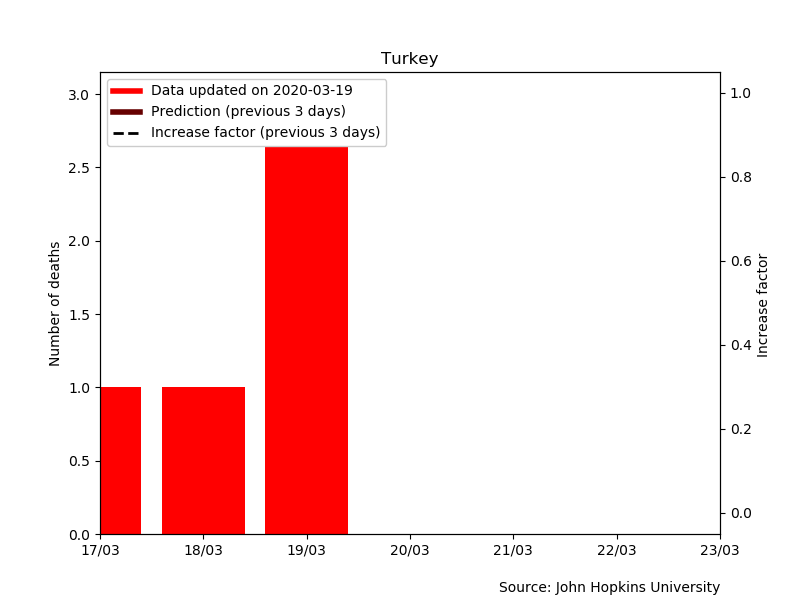 Turkey
Data updated on 2020-03-19
Prediction (previous 3 days)
Increase factor (previous 3 days)
Number of deaths
3.0
2.5
2.0
1.5
1.0
0.5
0.0
1.0
0.8
0.6
0.4
0.2
0.0
Increase factor
17/03 18/03 19/03 20/03 21/03 22/03 23/03
Source: John Hopkins University